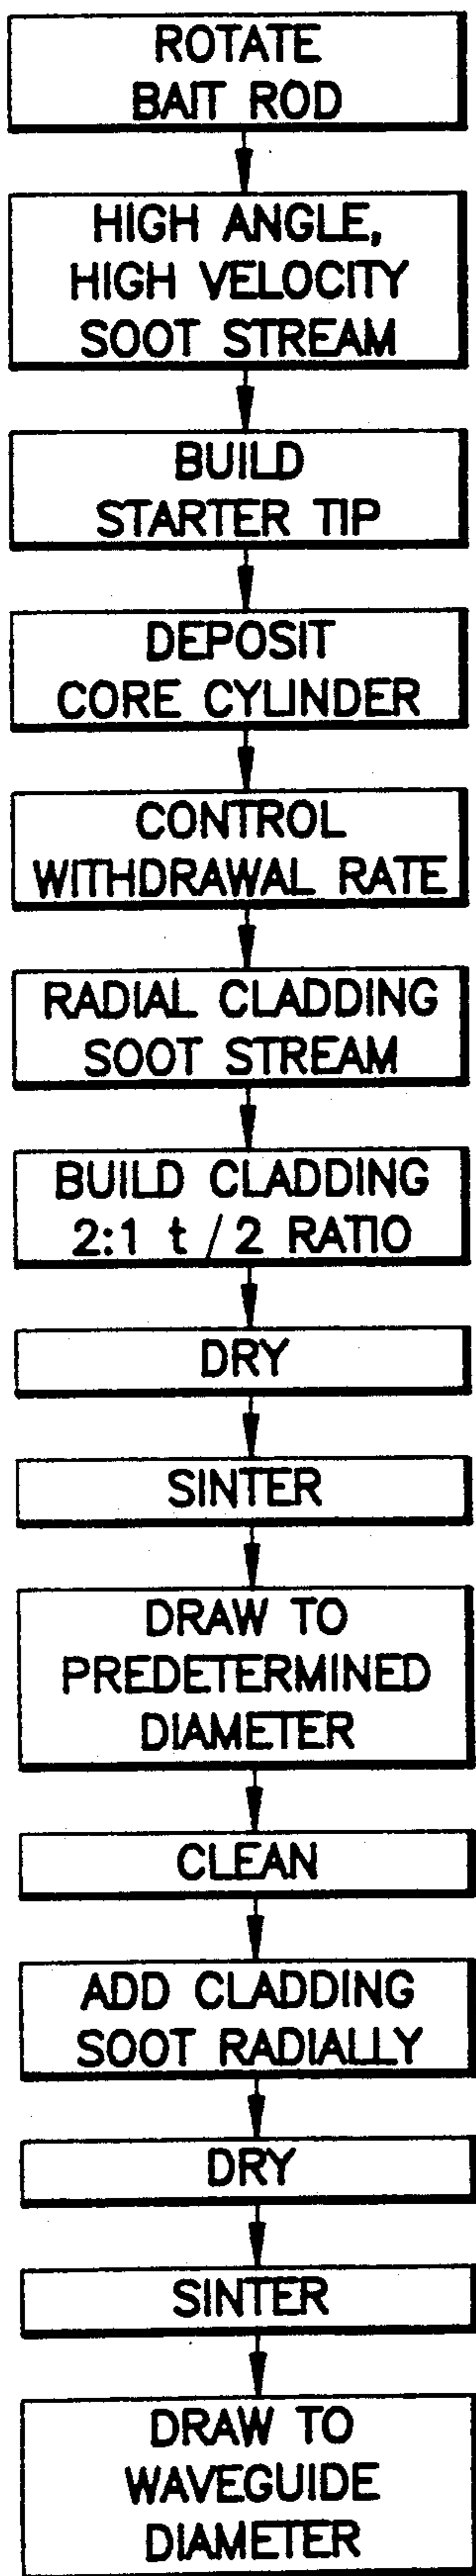 ROTATE
BAIT ROD
HIGH ANGLE,
HIGH VELOCITY
SOOT STREAM
BUILD
STARTER TIP
DEPOSIT
CORE CYLINDER
CONTROL
WITHDRAWAL RATE
RADIAL CLADDING
SOOT STREAM
BUILD CLADDING
2:1 t / 2 RATIO
DRY
SINTER
DRAW TO
PREDETERMINED
DIAMETER
CLEAN
ADD CLADDING
SOOT RADIALLY
DRY
SINTER
DRAW TO
WAVEGUIDE
DIAMETER